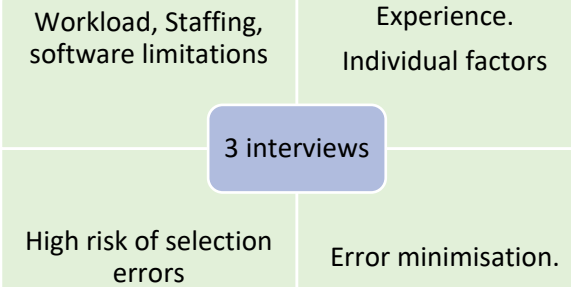 Workload, Staffing,
software limitations
Experience.
Individual factors
3 interviews
High risk of selection
errors
Error minimisation.